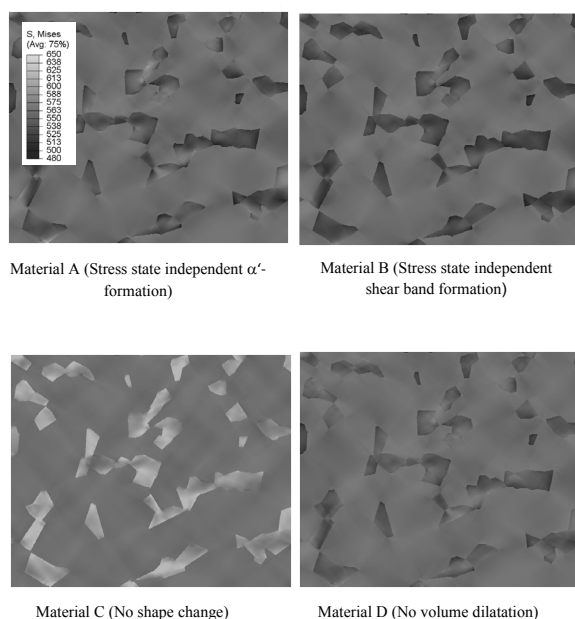 S, Mises
(Avg: 75%)
650
638
625
613
600
588
575
563
550
538
525
513
500
480
Material A (Stress state independent α‘-
formation)
Material B (Stress state independent
shear band formation)
Material C (No shape change)
Material D (No volume dilatation)